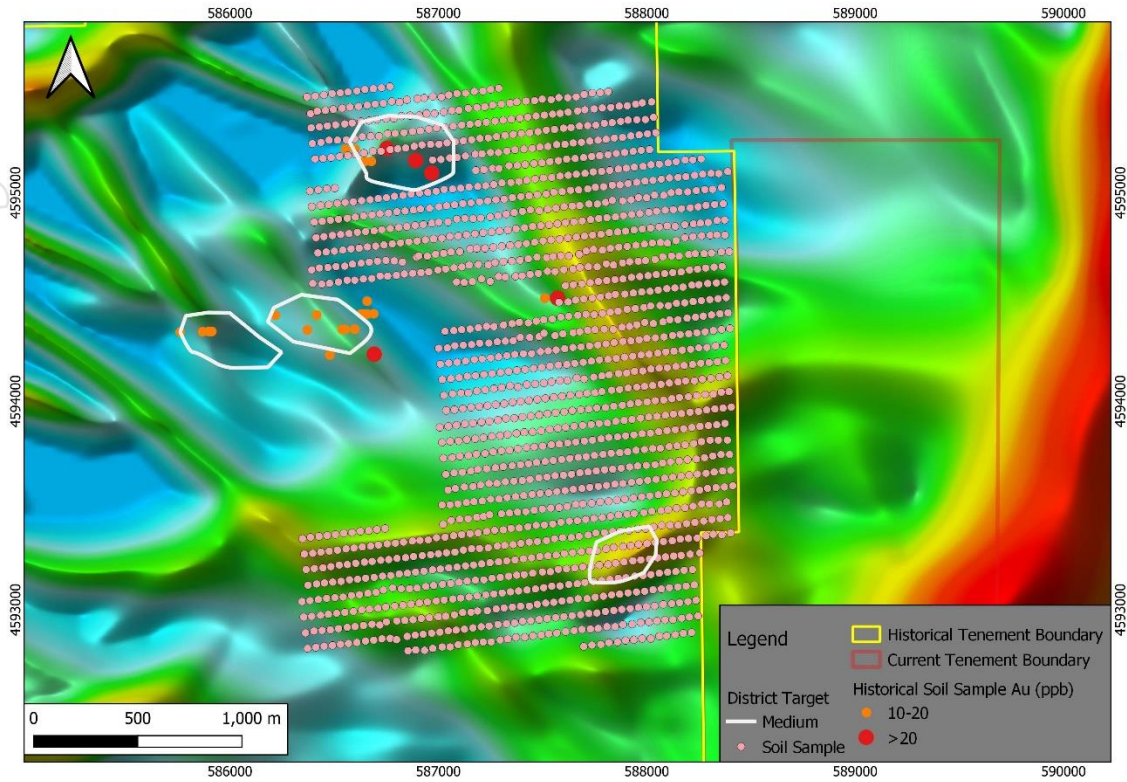 586000 587000 588000 589000 590000
4595000 4595000
4594000 4594000
4593000 4593000
Legend
Historical Tenement Boundary
Current Tenement Boundary
District Target
Medium
Soil Sample
Historical Soil Sample Au (ppb)
10-20
>20
0 500 1,000 m
586000 587000 588000 589000 590000